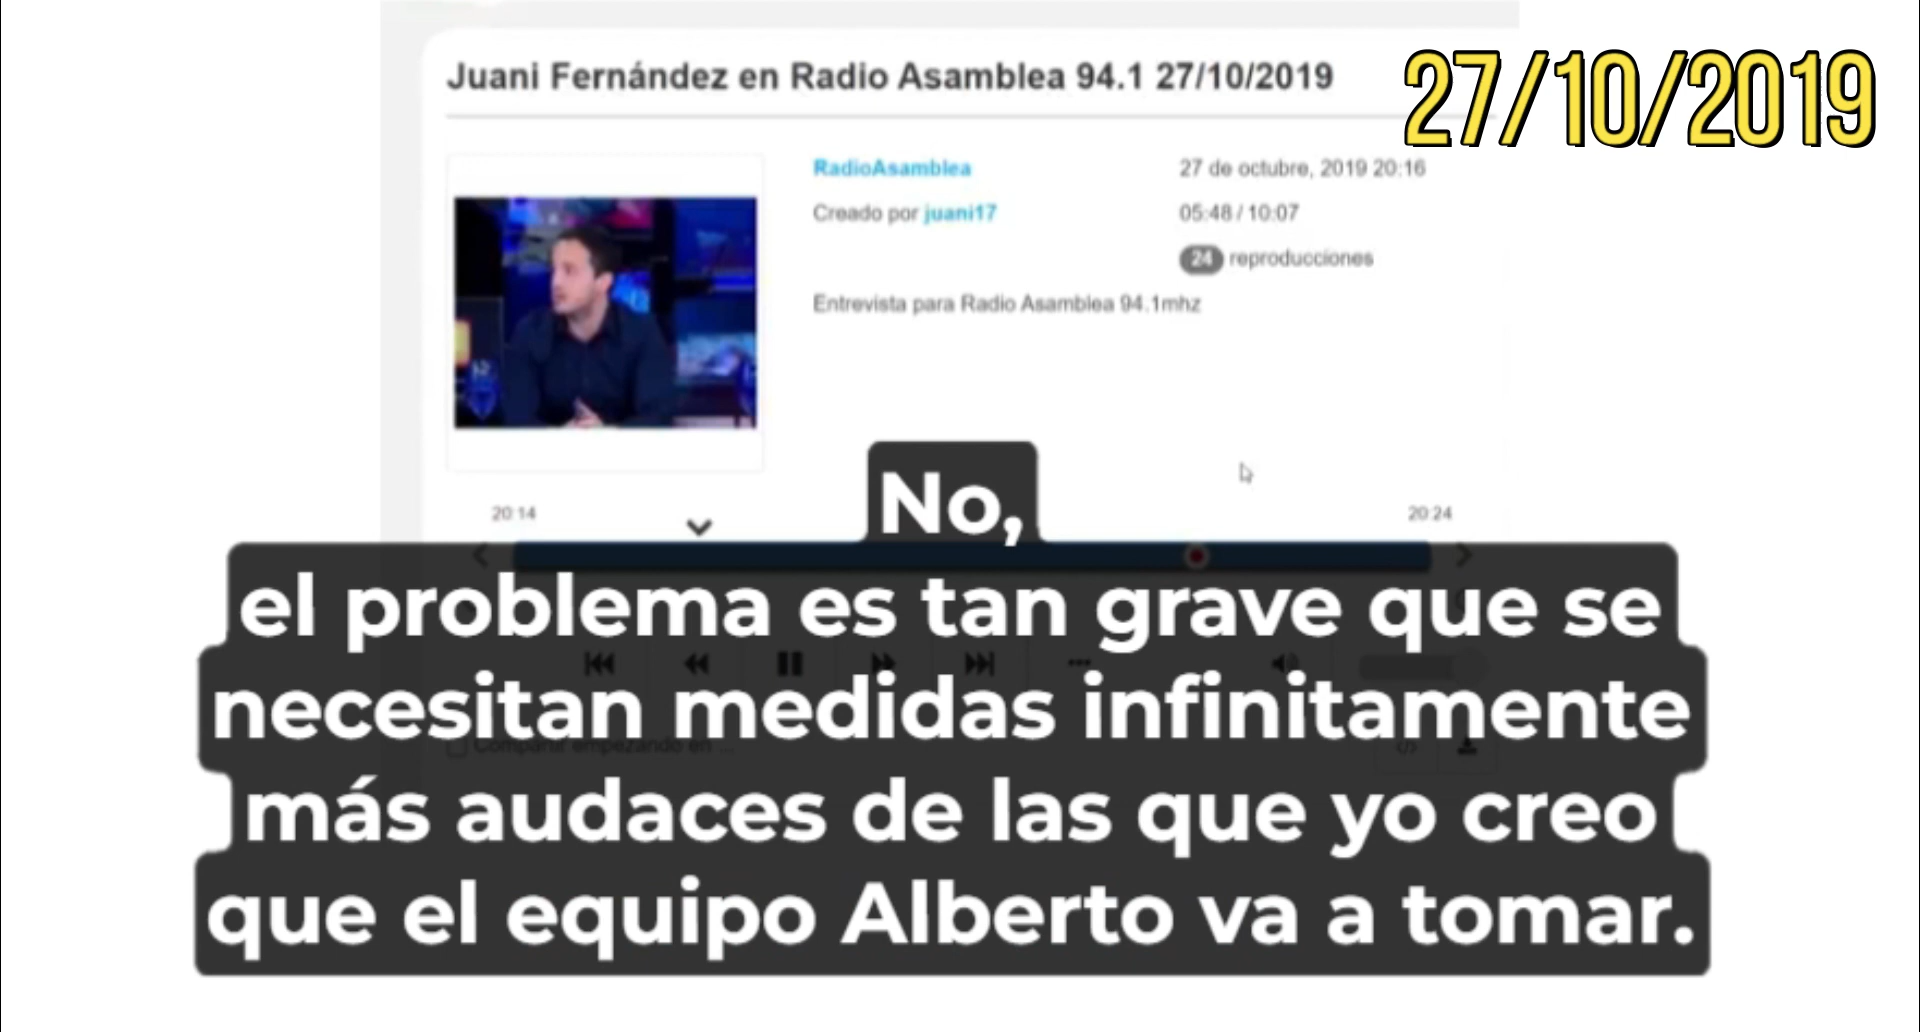 Juani Fernández en Radio Asamblea 94.1 27/10/2019
27/10/2019
RadioAsamblea
27 de octubre, 2019 20:16
Creado por juani17
05:48 / 10:07
24 reproducciones
Entrevista para Radio Asamblea 94.1mhz
20:14
20:24
No,
el problema es tan grave que se
necesitan medidas infinitamente
Compartir empezando en ...
más audaces de las que yo creo
que el equipo Alberto va a tomar.